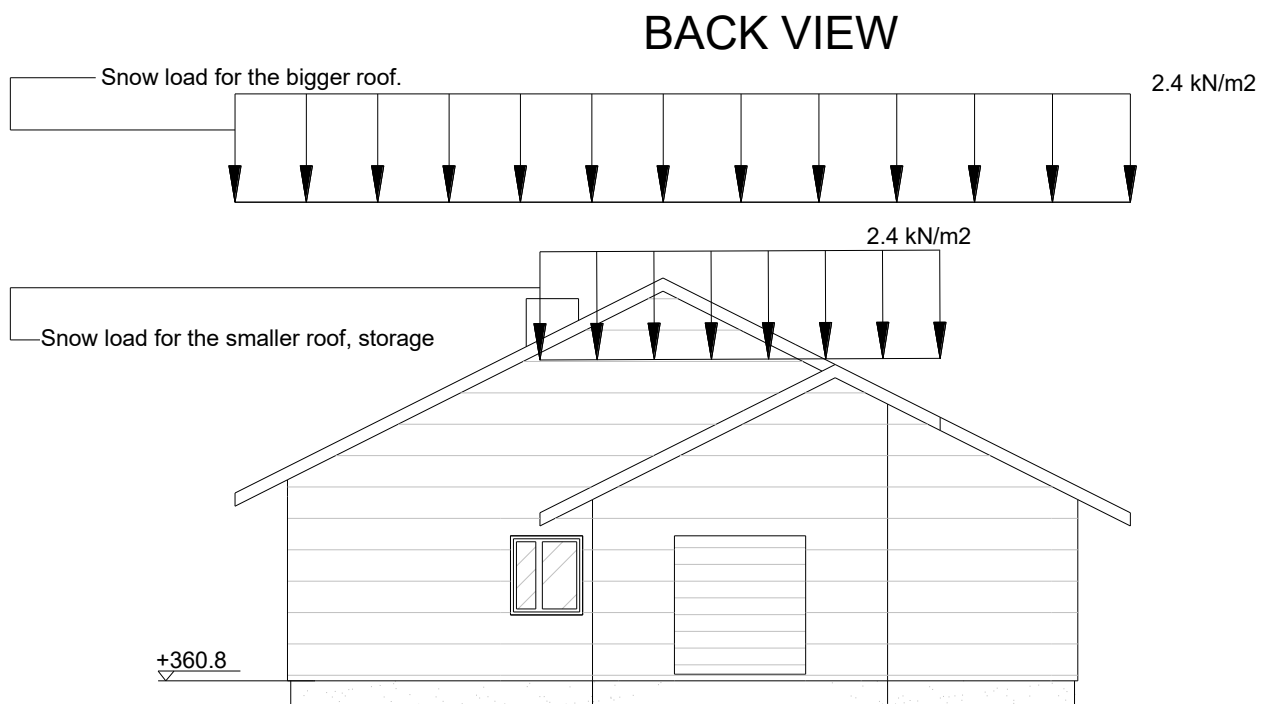 BACK VIEW
Snow load for the bigger roof.
2.4 kN/m2
2.4 kN/m2
Snow load for the smaller roof, storage
+360.8